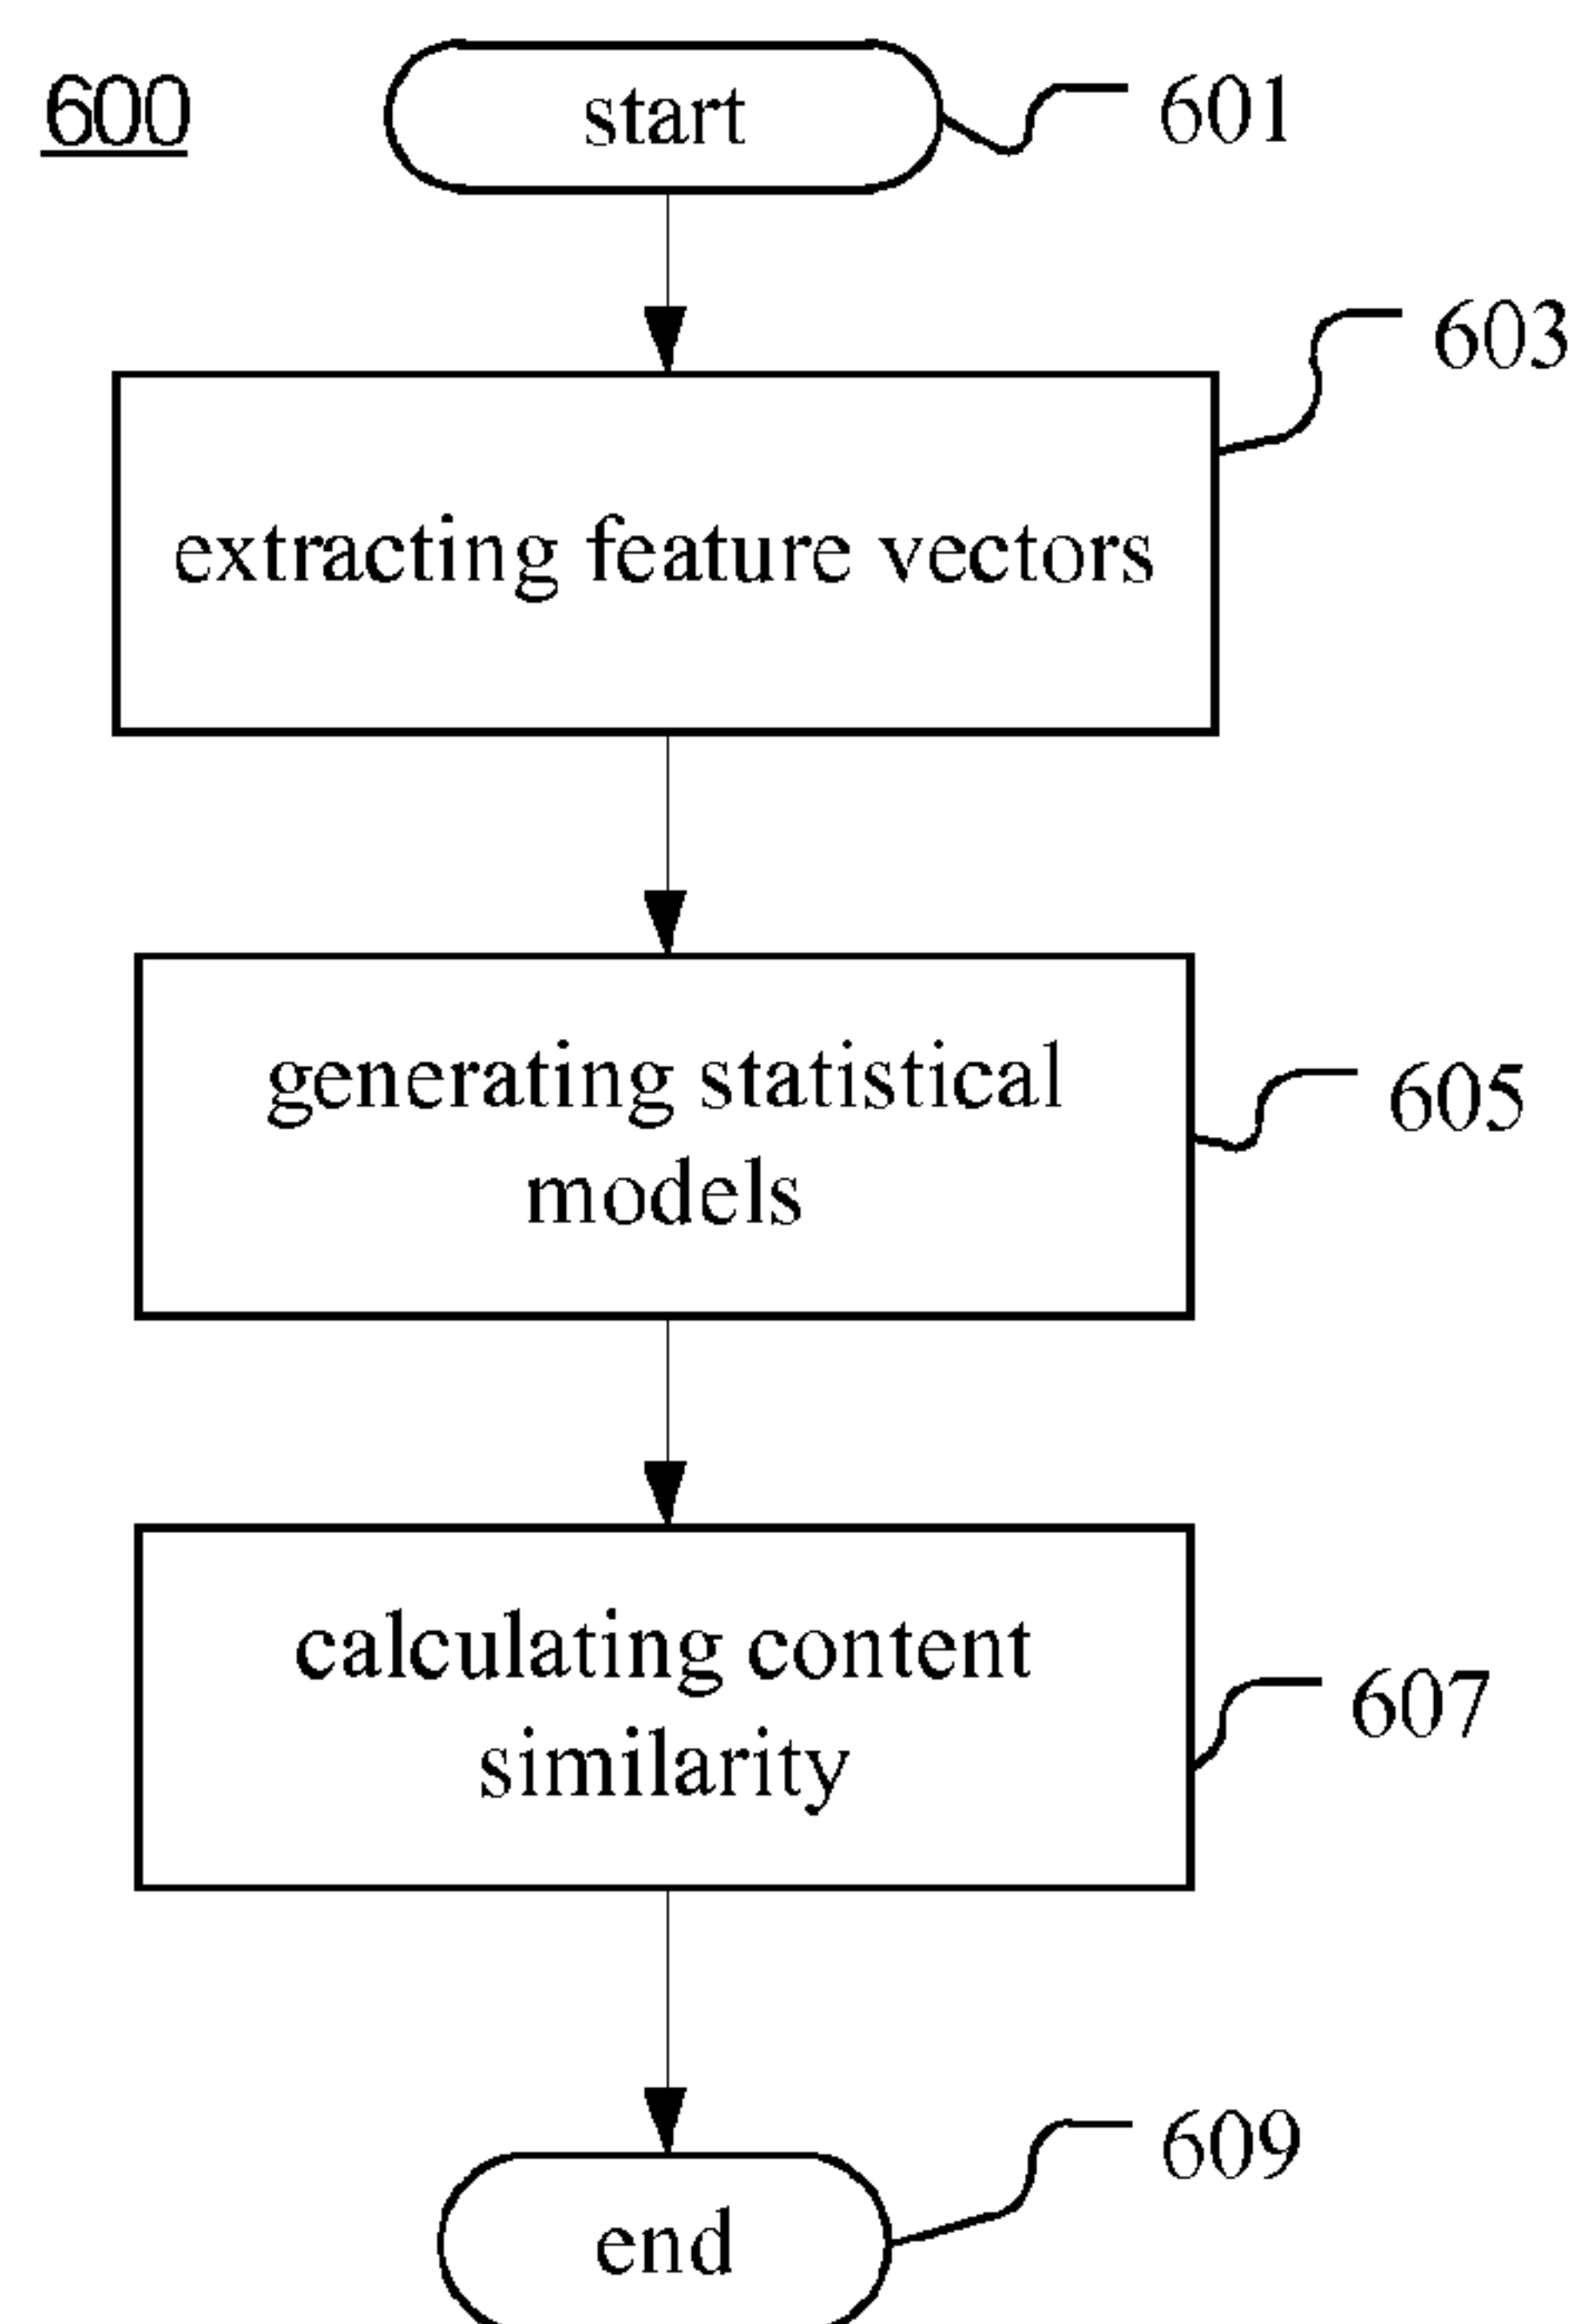 600
start
601
603
extracting feature vectors
generating statistical
models
605
calculating content
similarity
607
609
end